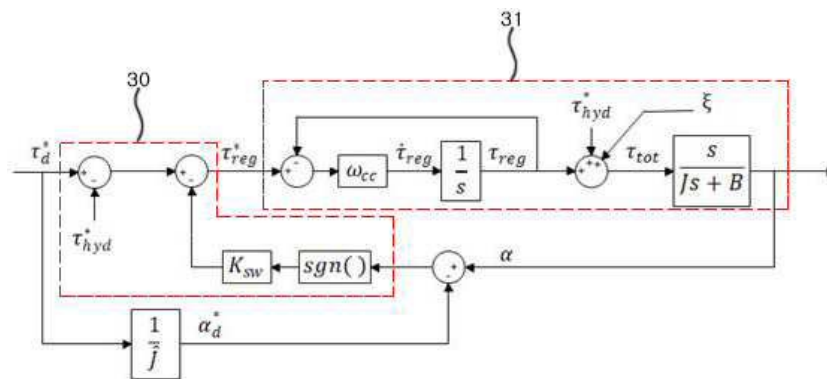 31
30
τ*hyd
ξ
τ*d
τ*reg
τ̇reg
τreg
τtot
+ -
+ -
+ -
+ + +
ωcc
1
s
s
Js + B
τ*hyd
Ksw
sgn( )
+
-
α
1
Ĵ
α*d